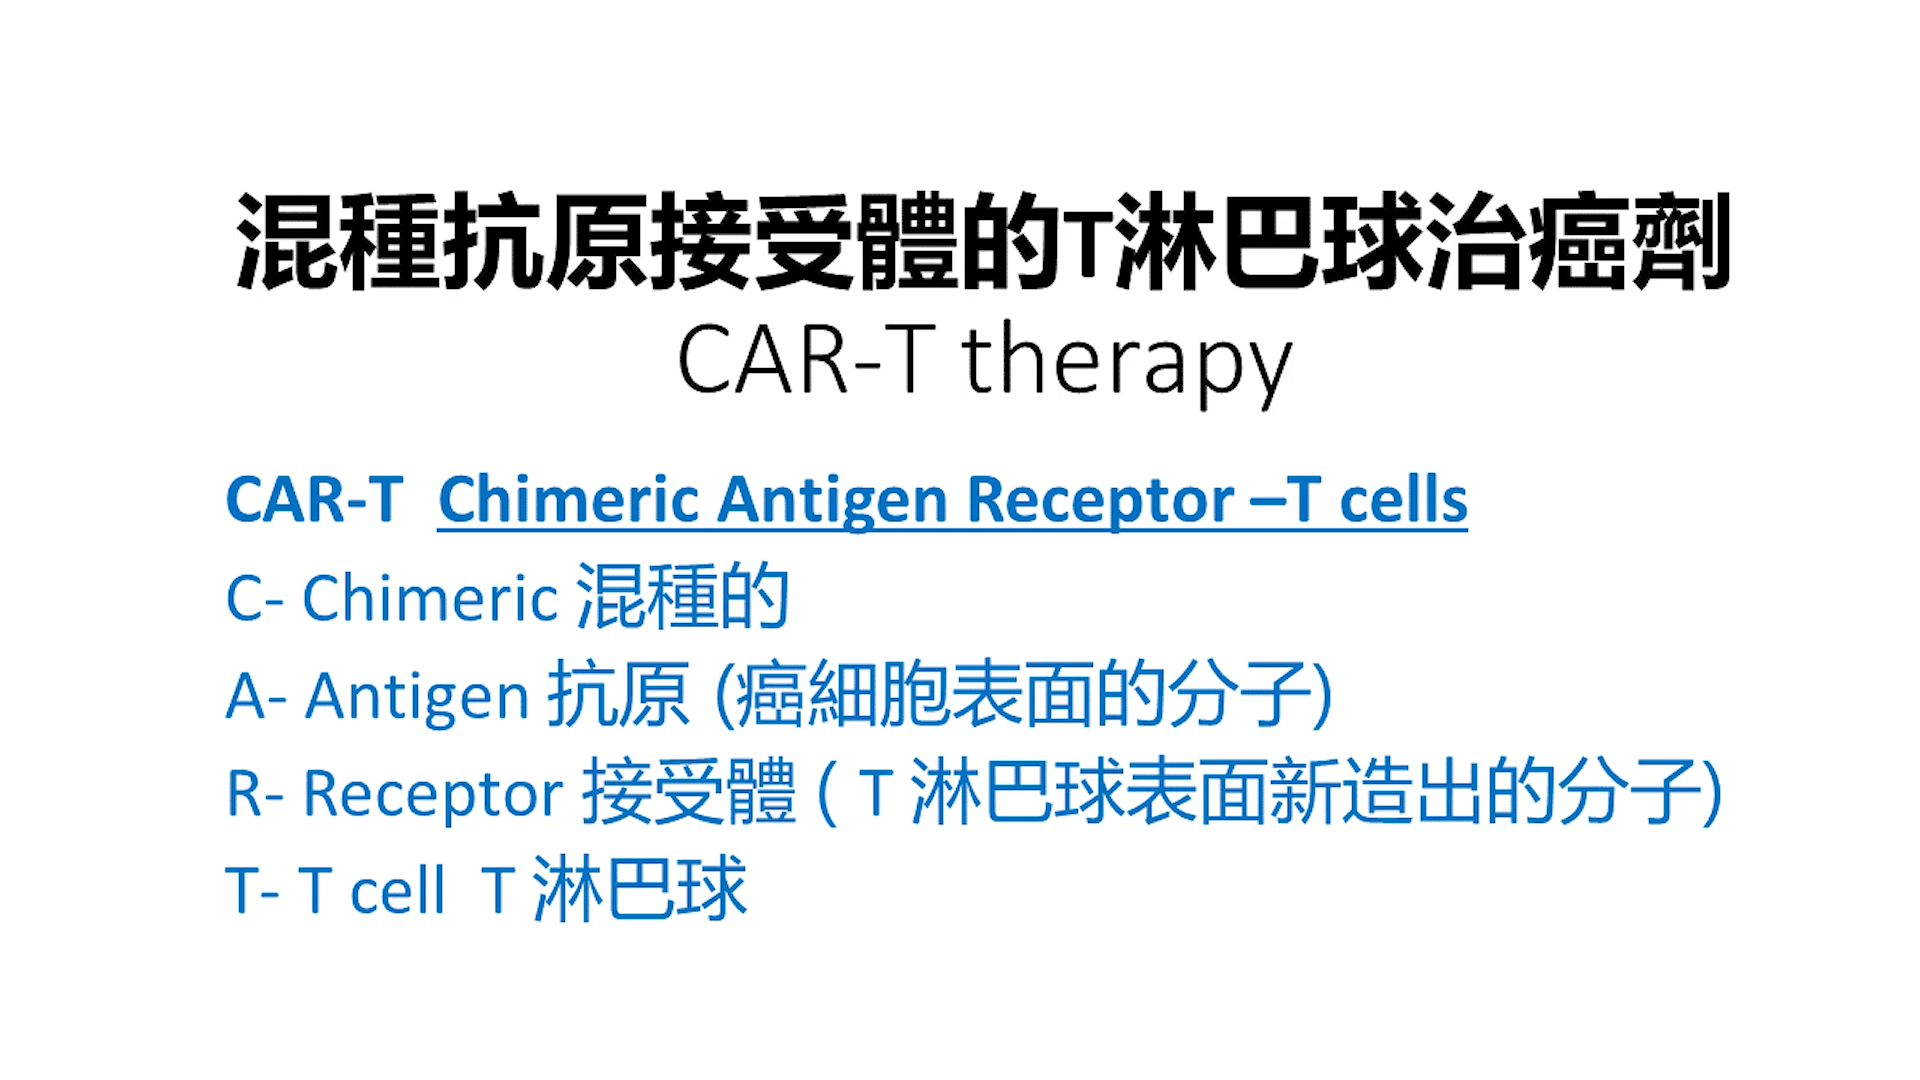 混種抗原接受體的T淋巴球治癌劑
CAR-T therapy
CAR-T Chimeric Antigen Receptor –T cells
C- Chimeric 混種的
A- Antigen 抗原 (癌細胞表面的分子)
R- Receptor 接受體 ( T 淋巴球表面新造出的分子)
T- T cell T 淋巴球